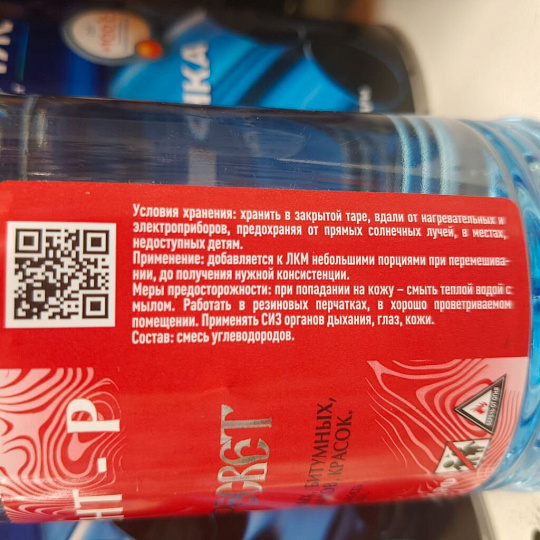 Условия хранения: хранить в закрытой таре, вдали от нагревательных и
электроприборов, предохраняя от прямых солнечных лучей, в местах,
недоступных детям.
Применение: добавляется к ЛКМ небольшими порциями при перемешива-
нии, до получения нужной консистенции.
Меры предосторожности: при попадании на кожу – смыть теплой водой с
мылом. Работать в резиновых перчатках, в хорошо проветриваемом
помещении. Применять СИЗ органов дыхания, глаз, кожи.
Состав: смесь углеводородов.
НТ - Р
БИТУМНЫХ,
КРАСОК.